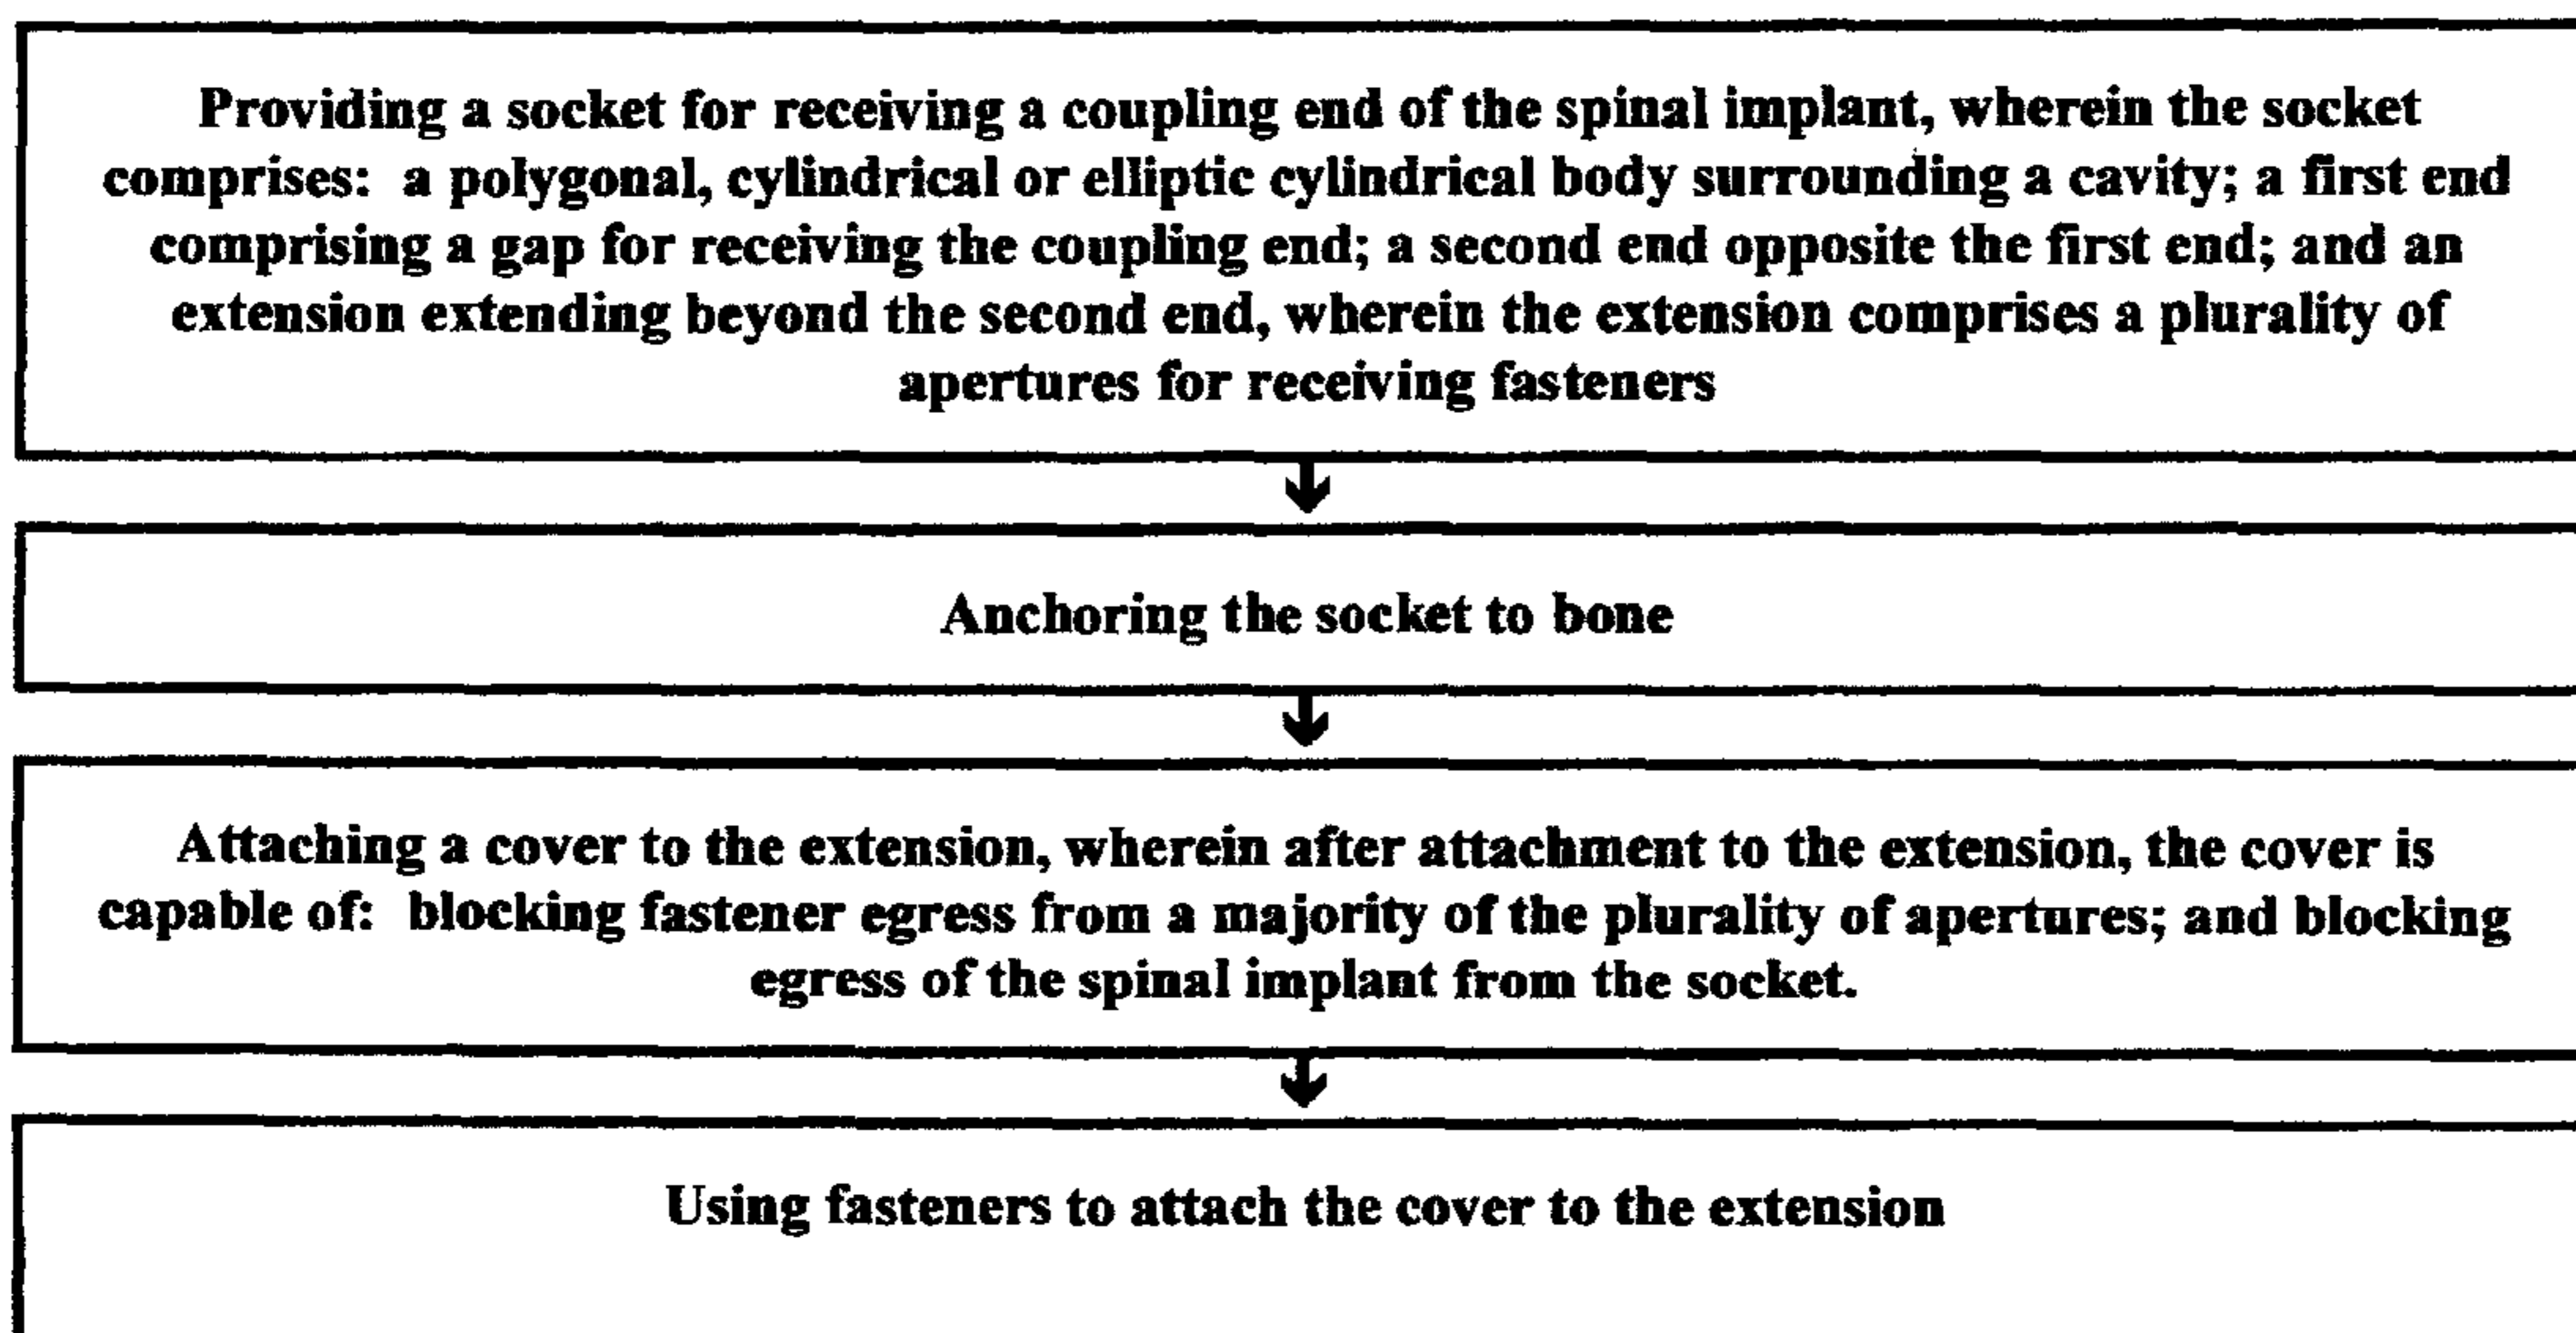 Providing a socket for receiving a coupling end of the spinal implant, wherein the socket
comprises: a polygonal, cylindrical or elliptic cylindrical body surrounding a cavity; a first end
comprising a gap for receiving the coupling end; a second end opposite the first end; and an
extension extending beyond the second end, wherein the extension comprises a plurality of
apertures for receiving fasteners
Anchoring the socket to bone
Attaching a cover to the extension, wherein after attachment to the extension, the cover is
capable of: blocking fastener egress from a majority of the plurality of apertures; and blocking
egress of the spinal implant from the socket.
Using fasteners to attach the cover to the extension